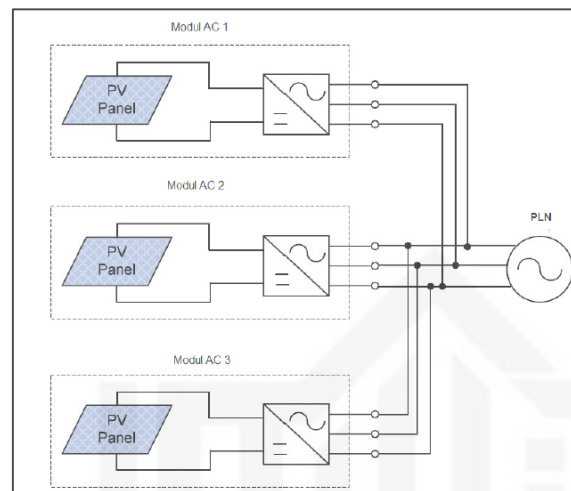 Modul AC 1
PV
Panel
Modul AC 2
PV
Panel
PLN
Modul AC 3
PV
Panel